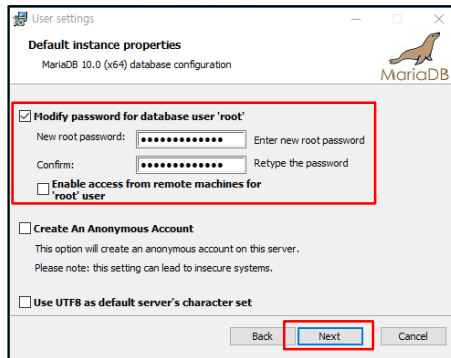 User settings
Default instance properties
MariaDB 10.0 (x64) database configuration
MariaDB
Modify password for database user 'root'
New root password: ●●●●●●●●●●●●● Enter new root password
Confirm: ●●●●●●●●●●●●● Retype the password
Enable access from remote machines for
'root' user
Create An Anonymous Account
This option will create an anonymous account on this server.
Please note: this setting can lead to insecure systems.
Use UTF8 as default server's character set
Back Next Cancel